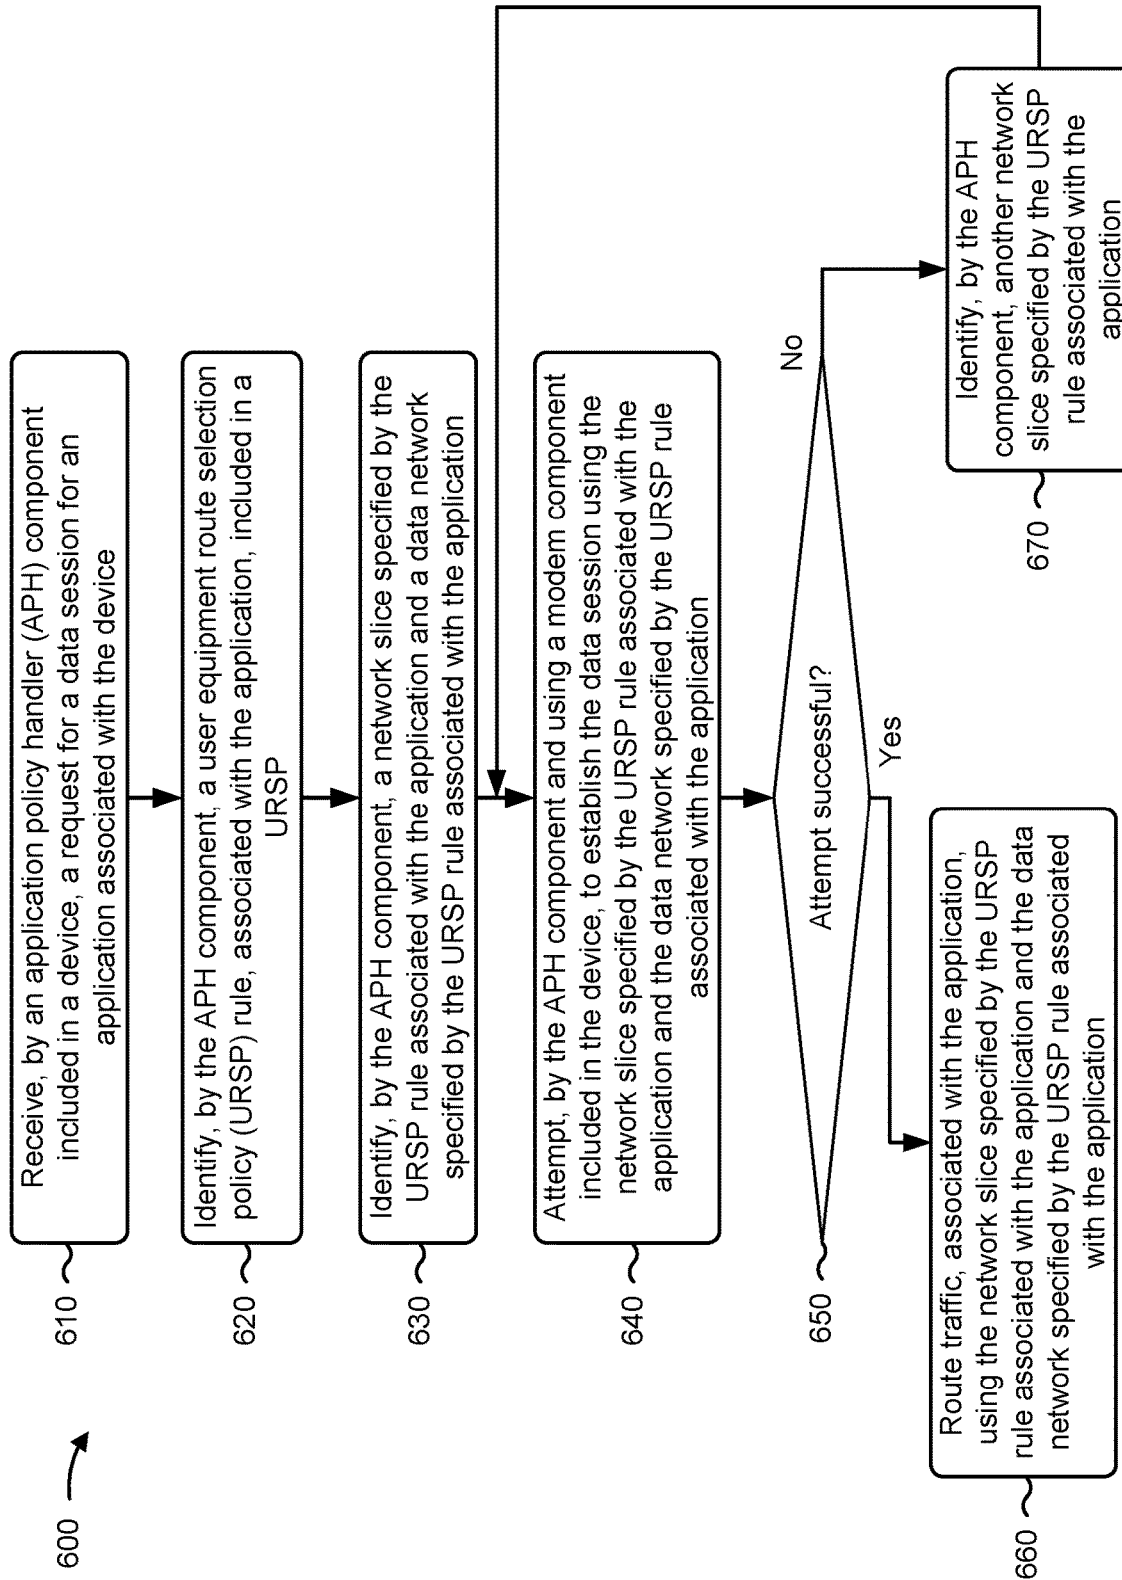 600
610
Receive, by an application policy handler (APH) component
included in a device, a request for a data session for an
application associated with the device
620
Identify, by the APH component, a user equipment route selection
policy (URSP) rule, associated with the application, included in a
URSP
630
Identify, by the APH component, a network slice specified by the
URSP rule associated with the application and a data network
specified by the URSP rule associated with the application
640
Attempt, by the APH component and using a modem component
included in the device, to establish the data session using the
network slice specified by the URSP rule associated with the
application and the data network specified by the URSP rule
associated with the application
650
Attempt successful?
No
Yes
660
Route traffic, associated with the application,
using the network slice specified by the URSP
rule associated with the application and the data
network specified by the URSP rule associated
with the application
670
Identify, by the APH
component, another network
slice specified by the URSP
rule associated with the
application